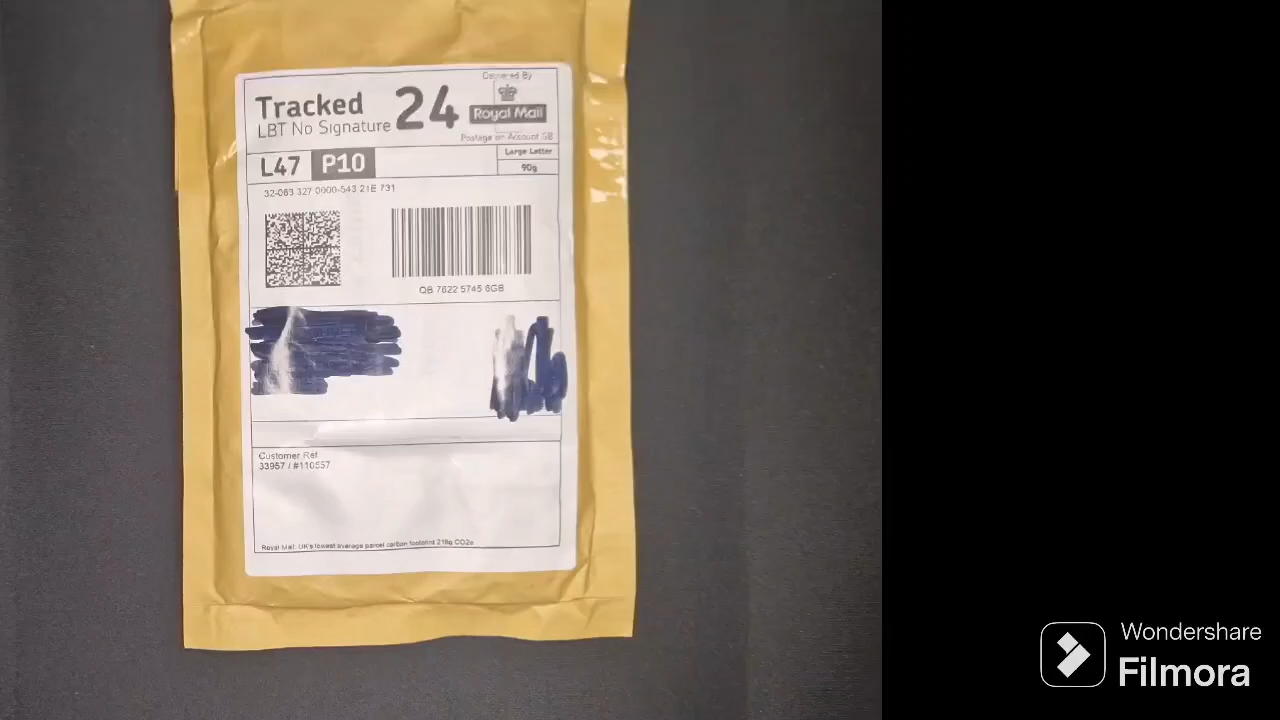 Delivered By
Tracked 24
LBT No Signature
Royal Mail
Postage on Account GB
L47 P10
Large Letter
90g
32-063 327 0000-543 21E 731
QB 7622 5745 6GB
Customer Ref
33957 / #110557
Royal Mail: UK's lowest average parcel carbon footprint 218g CO2e
Wondershare
Filmora